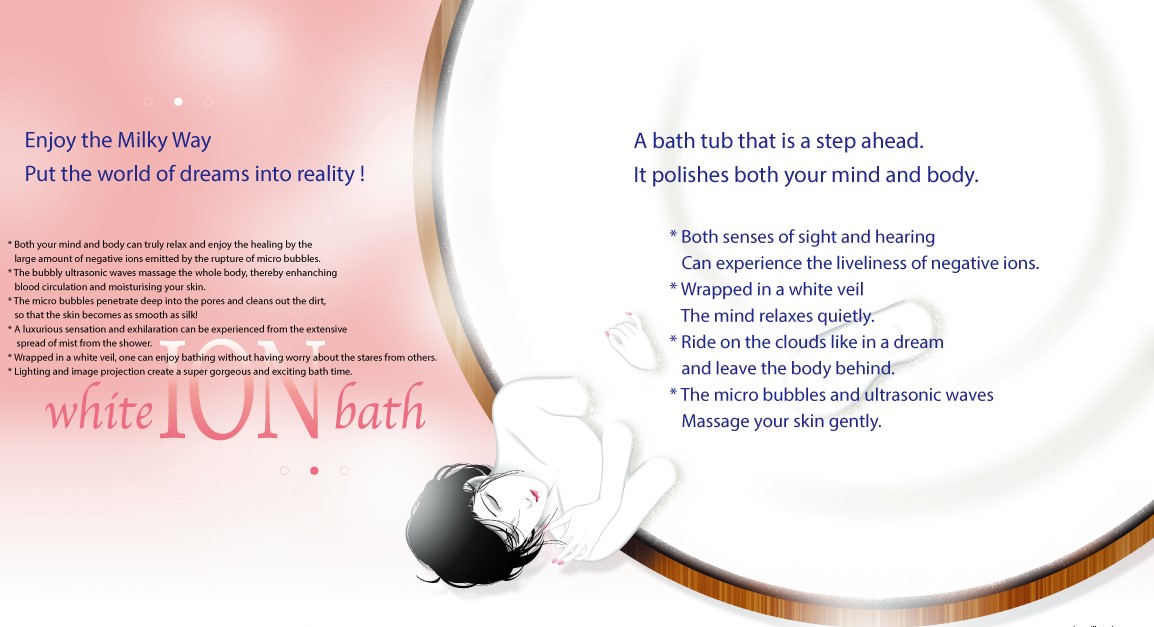 Enjoy the Milky Way
Put the world of dreams into reality !
* Both your mind and body can truly relax and enjoy the healing by the
large amount of negative ions emitted by the rupture of micro bubbles.
* The bubbly ultrasonic waves massage the whole body, thereby enhanching
blood circulation and moisturising your skin.
* The micro bubbles penetrate deep into the pores and cleans out the dirt,
so that the skin becomes as smooth as silk!
* A luxurious sensation and exhilaration can be experienced from the extensive
spread of mist from the shower.
* Wrapped in a white veil, one can enjoy bathing without having worry about the stares from others.
* Lighting and image projection create a super gorgeous and exciting bath time.
white ION bath
A bath tub that is a step ahead.
It polishes both your mind and body.
* Both senses of sight and hearing
Can experience the liveliness of negative ions.
* Wrapped in a white veil
The mind relaxes quietly.
* Ride on the clouds like in a dream
and leave the body behind.
* The micro bubbles and ultrasonic waves
Massage your skin gently.